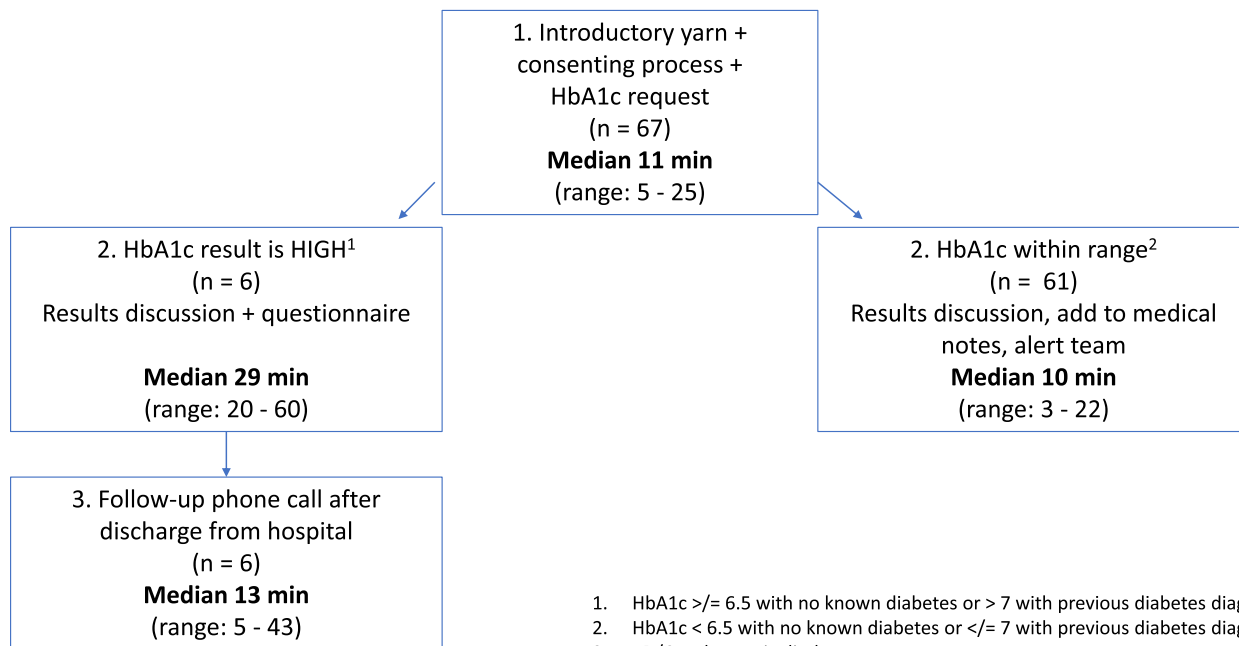 1. Introductory yarn +
consenting process +
HbA1c request
(n = 67)
Median 11 min
(range: 5 - 25)
2. HbA1c result is HIGH1
(n = 6)
Results discussion + questionnaire
Median 29 min
(range: 20 - 60)
2. HbA1c within range2
(n = 61)
Results discussion, add to medical
notes, alert team
Median 10 min
(range: 3 - 22)
3. Follow-up phone call after
discharge from hospital
(n = 6)
Median 13 min
(range: 5 - 43)
1. HbA1c >/= 6.5 with no known diabetes or > 7 with previous diabetes diag
2. HbA1c < 6.5 with no known diabetes or </= 7 with previous diabetes diag